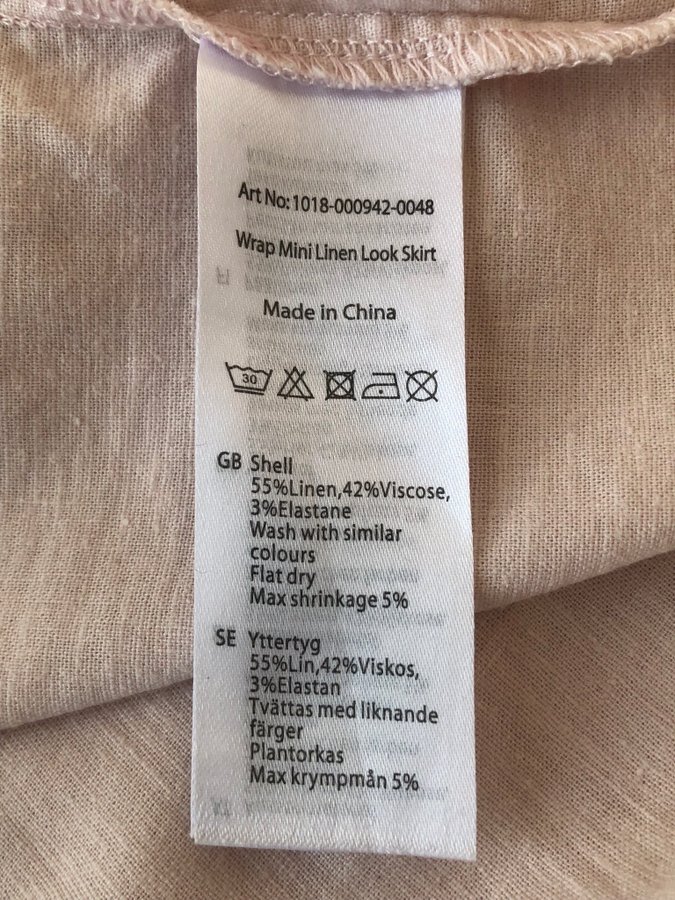 Art No: 1018-000942-0048
Wrap Mini Linen Look Skirt
Made in China
30
GB Shell
55%Linen,42%Viscose,
3%Elastane
Wash with similar
colours
Flat dry
Max shrinkage 5%
SE Yttertyg
55%Lin,42%Viskos,
3%Elastan
Tvättas med liknande
färger
Plantorkas
Max krympmån 5%